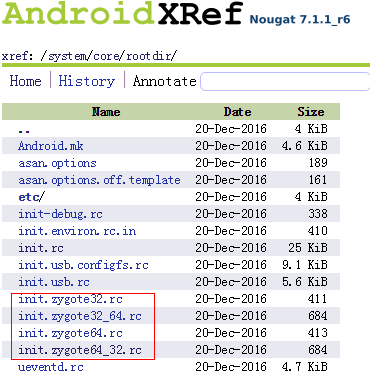 AndroidXRef Nougat 7.1.1_r6
xref: /system/core/rootdir/
Home History Annotate
Name Date Size
.. 20-Dec-2016 4 KiB
Android.mk 20-Dec-2016 4.6 KiB
asan.options 20-Dec-2016 189
asan.options.off.template 20-Dec-2016 161
etc/ 20-Dec-2016 4 KiB
init-debug.rc 20-Dec-2016 338
init.environ.rc.in 20-Dec-2016 410
init.rc 20-Dec-2016 25 KiB
init.usb.configfs.rc 20-Dec-2016 9.1 KiB
init.usb.rc 20-Dec-2016 5.6 KiB
init.zygote32.rc 20-Dec-2016 411
init.zygote32_64.rc 20-Dec-2016 684
init.zygote64.rc 20-Dec-2016 413
init.zygote64_32.rc 20-Dec-2016 684
ueventd.rc 20-Dec-2016 4.7 KiB